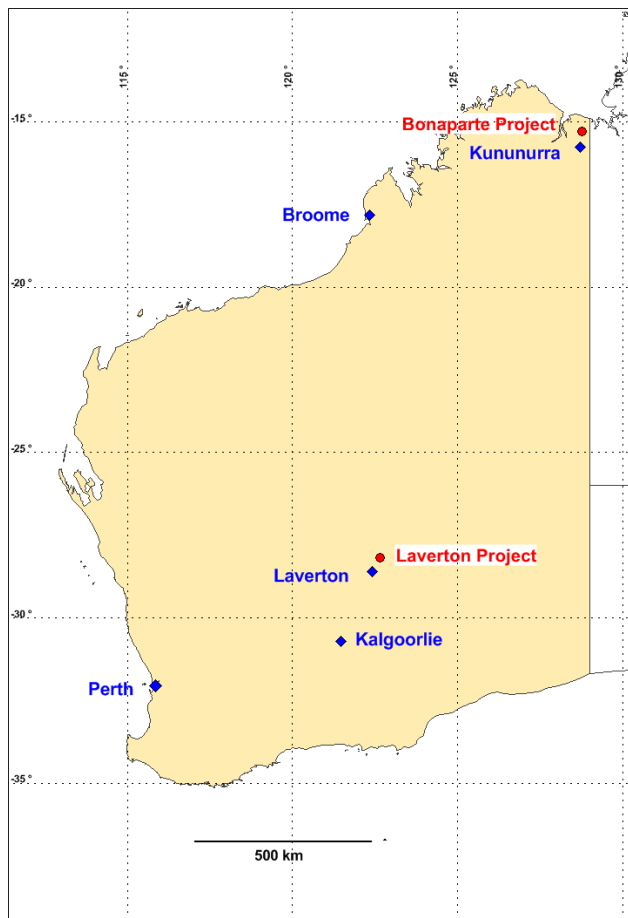 115°
120°
125°
130°
-15°
Bonaparte Project
Kununurra
Broome
-20°
-25°
Laverton Project
Laverton
-30°
Kalgoorlie
Perth
-35°
500 km